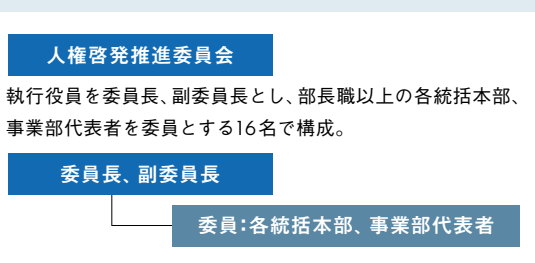 人権啓発推進委員会
執行役員を委員長、副委員長とし、部長職以上の各統括本部、
事業部代表者を委員とする16名で構成。
委員長、副委員長
委員：各統括本部、事業部代表者